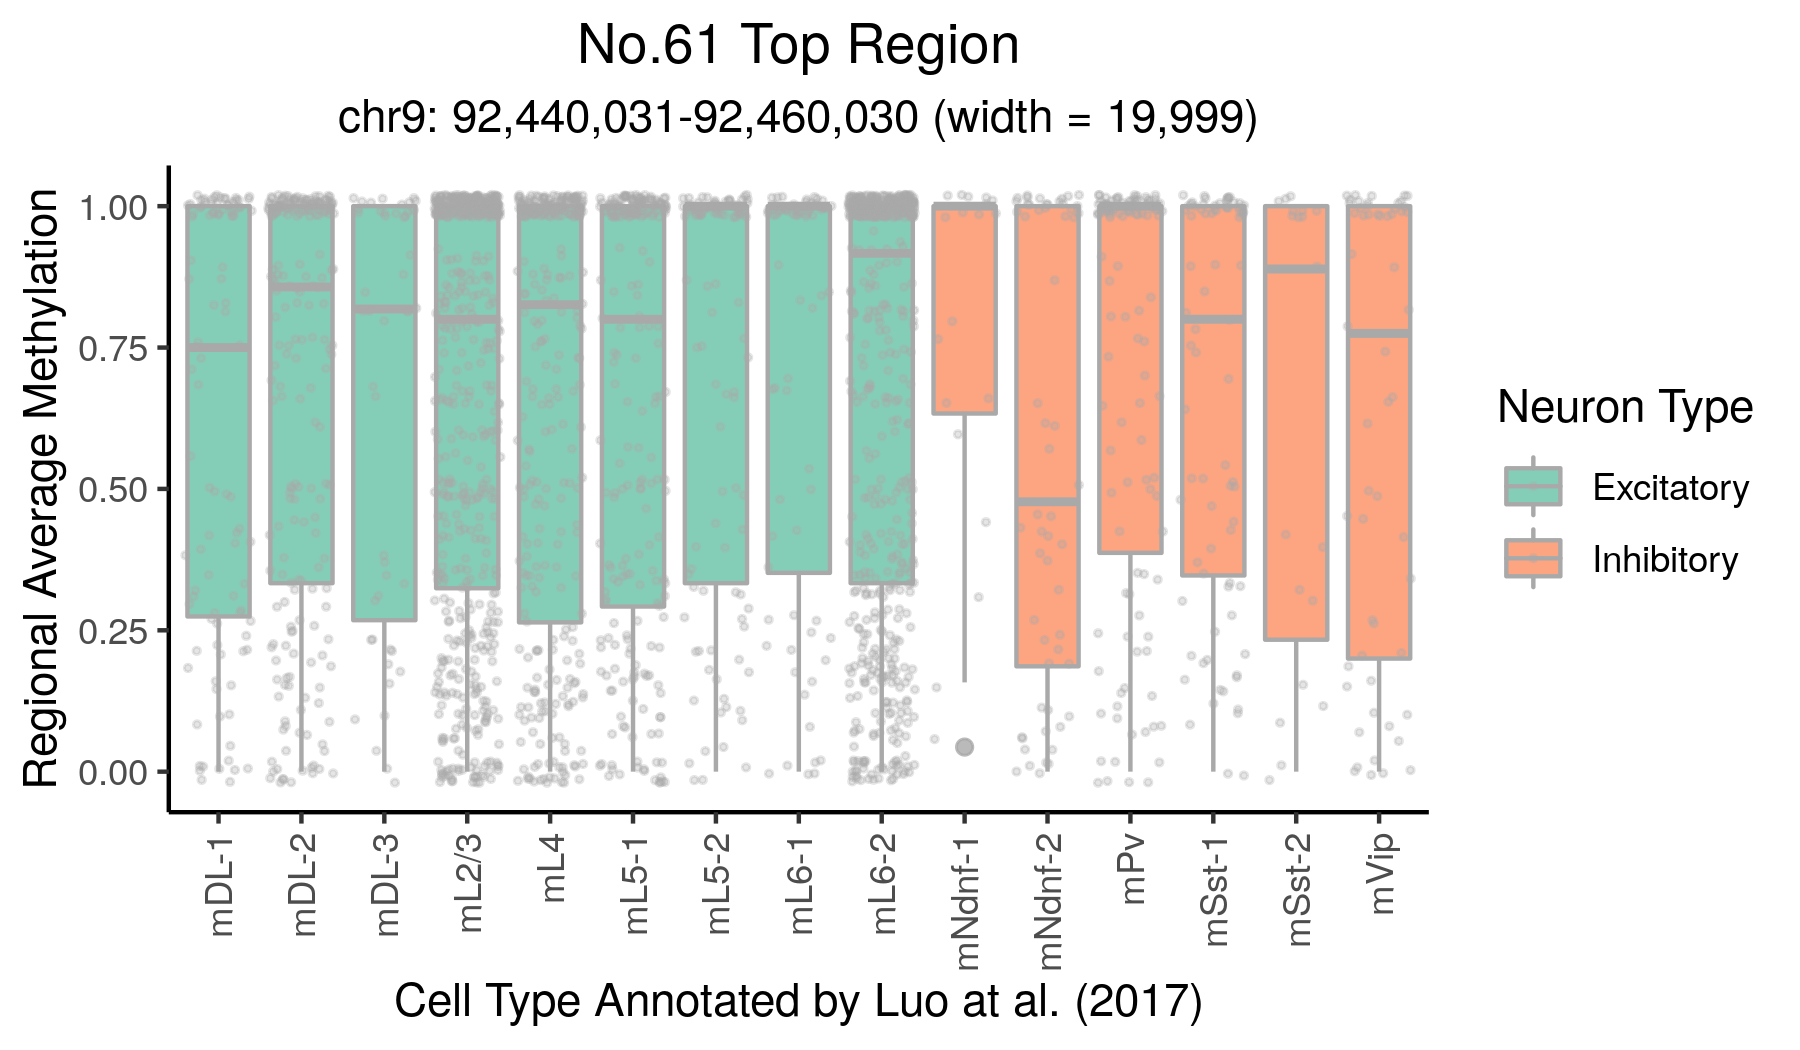 No.61 Top Region
chr9: 92,440,031-92,460,030 (width = 19,999)
Regional Average Methylation
1.00
0.75
0.50
0.25
0.00
mDL-1
mDL-2
mDL-3
mL2/3
mL4
mL5-1
mL5-2
mL6-1
mL6-2
mNdnf-1
mNdnf-2
mPv
mSst-1
mSst-2
mVip
Cell Type Annotated by Luo at al. (2017)
Neuron Type
Excitatory
Inhibitory